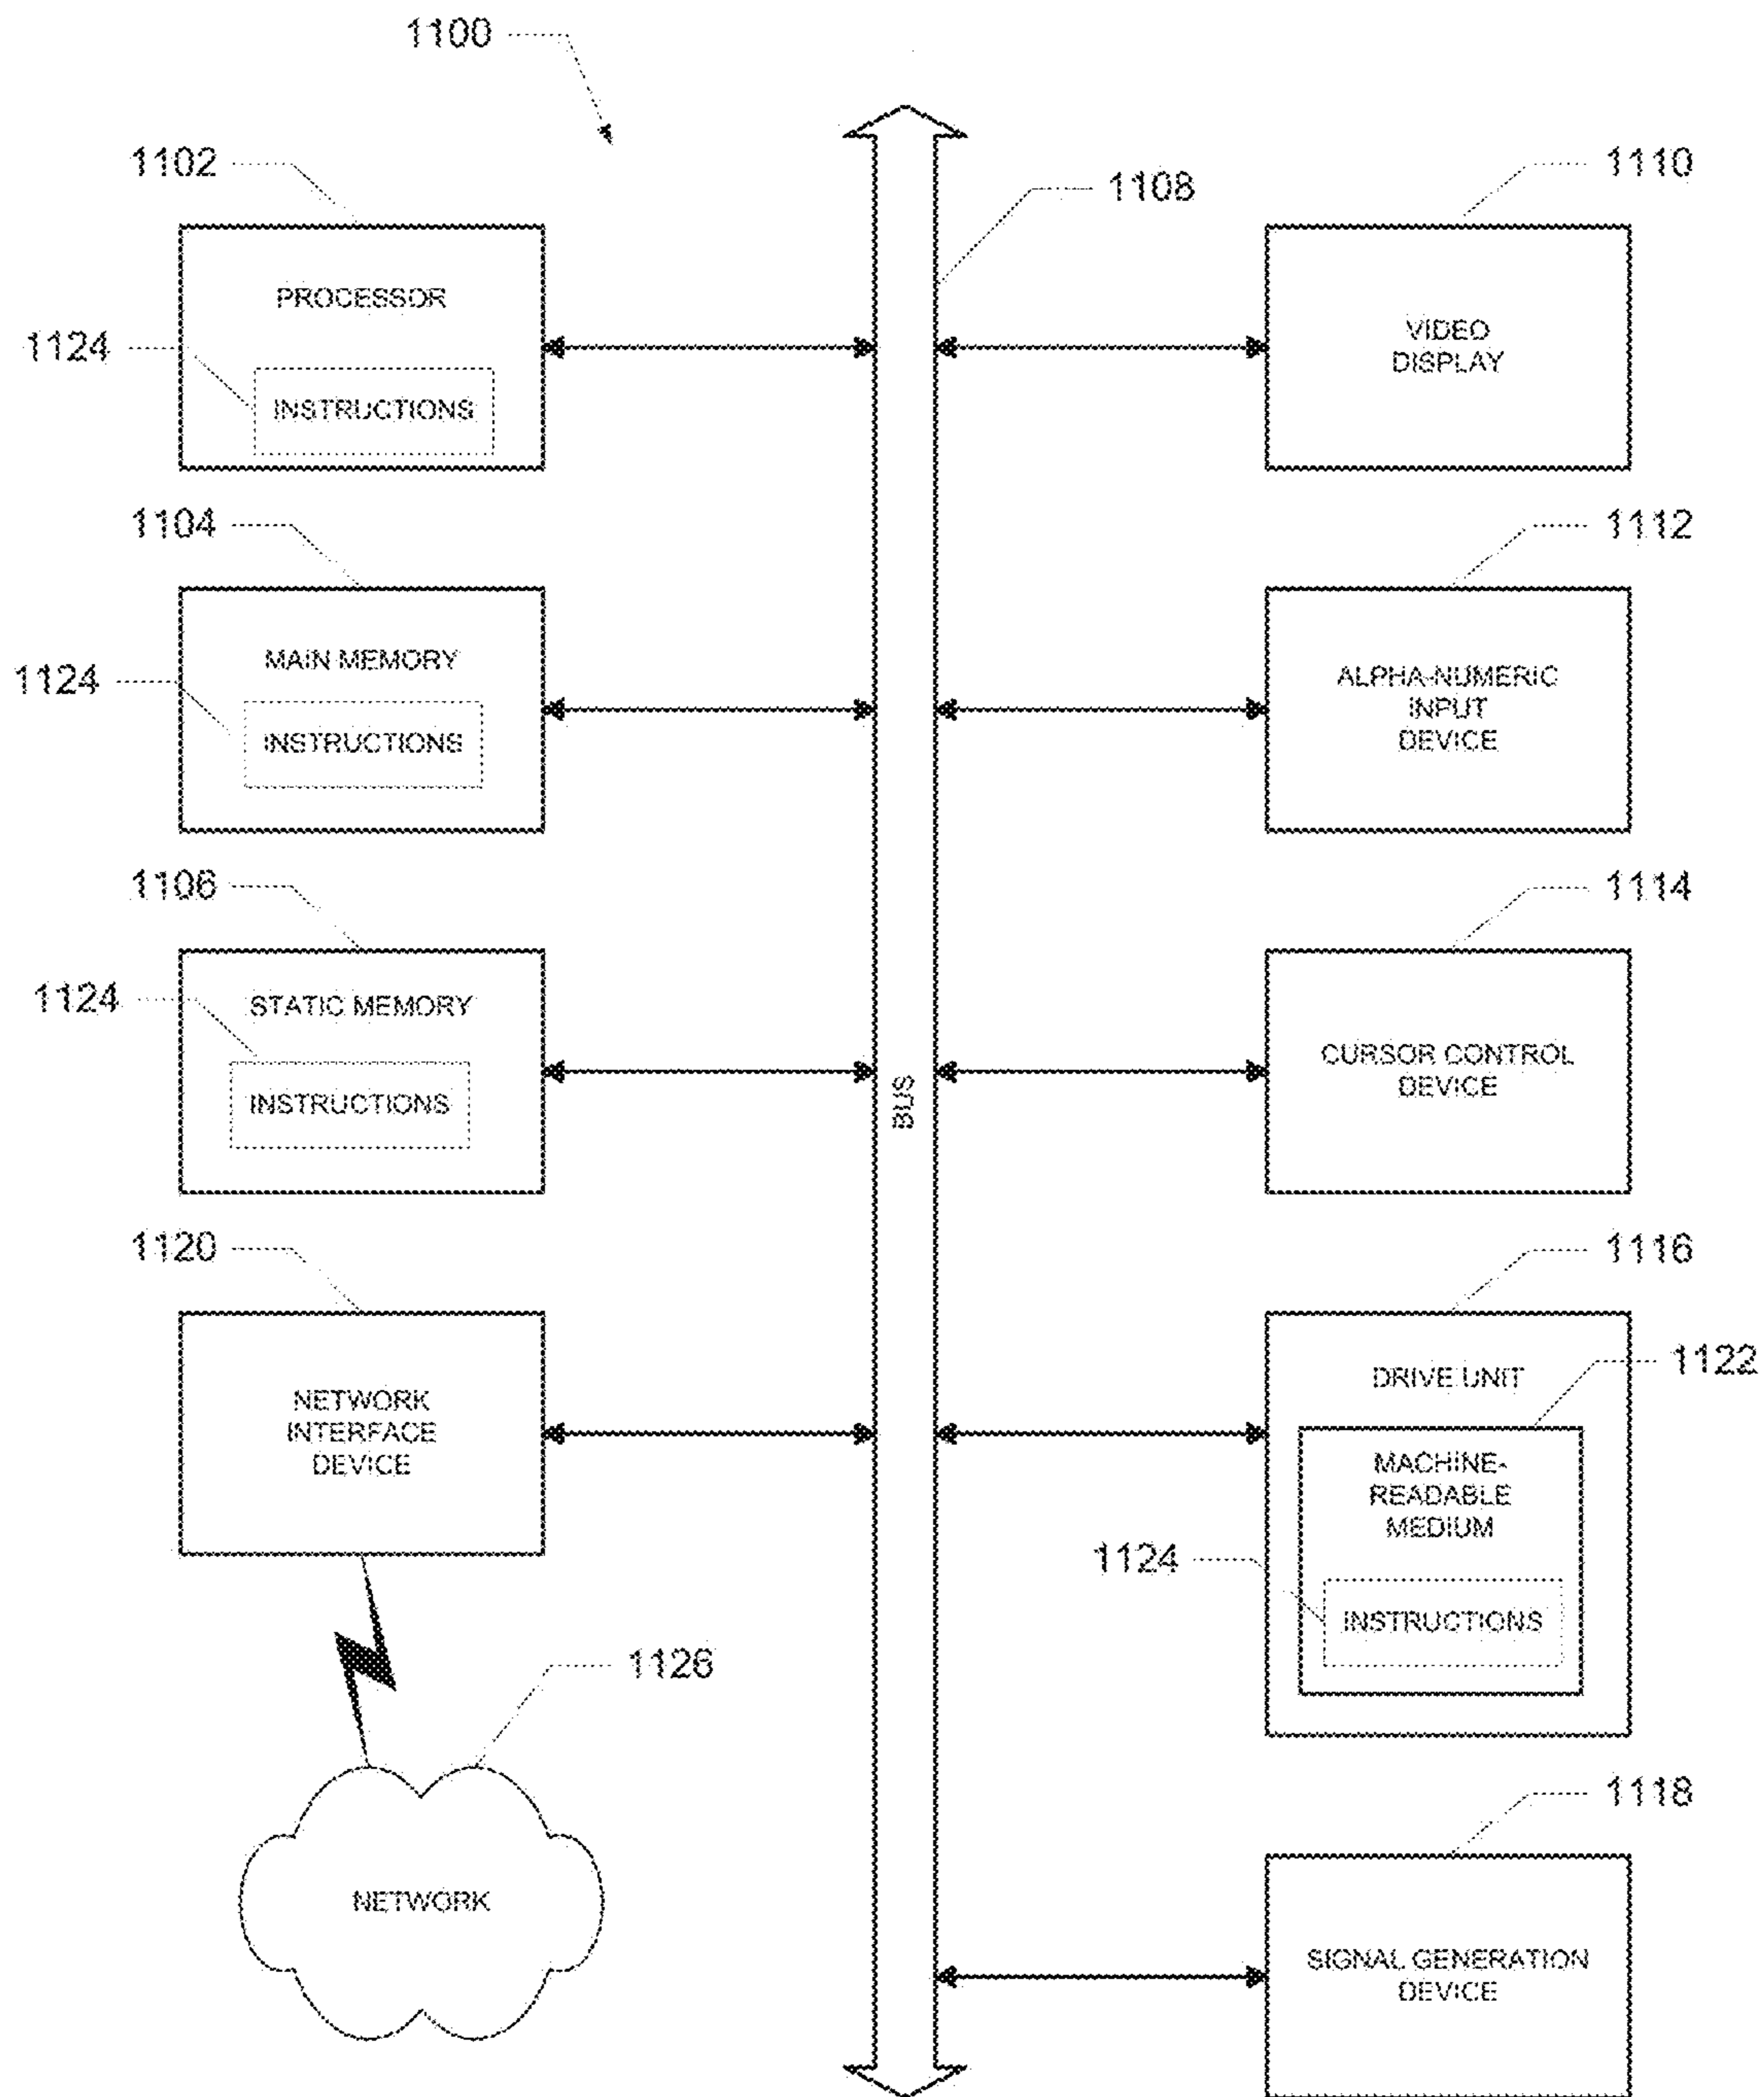 1100
1102
1108
1110
PROCESSOR
1124
INSTRUCTIONS
VIDEO
DISPLAY
1104
1112
MAIN MEMORY
1124
INSTRUCTIONS
ALPHA-NUMERIC
INPUT
DEVICE
1106
1114
STATIC MEMORY
1124
INSTRUCTIONS
BUS
CURSOR CONTROL
DEVICE
1120
1116
NETWORK
INTERFACE
DEVICE
DRIVE UNIT
1122
MACHINE-
READABLE
MEDIUM
1124
INSTRUCTIONS
1126
NETWORK
1118
SIGNAL GENERATION
DEVICE